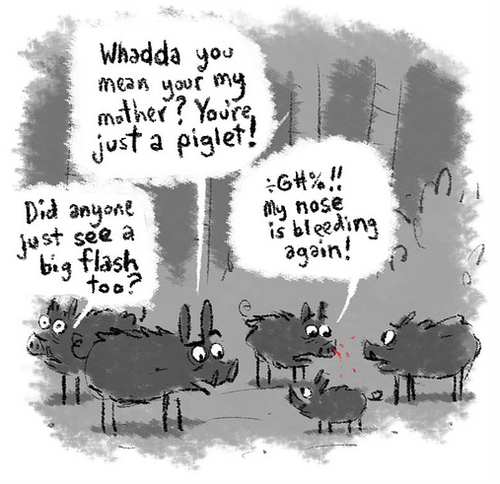 Whadda you
mean your my
mother? You're
just a piglet!
÷GH%!!
My nose
is bleeding
again!
Did anyone
just see a
big flash
too?